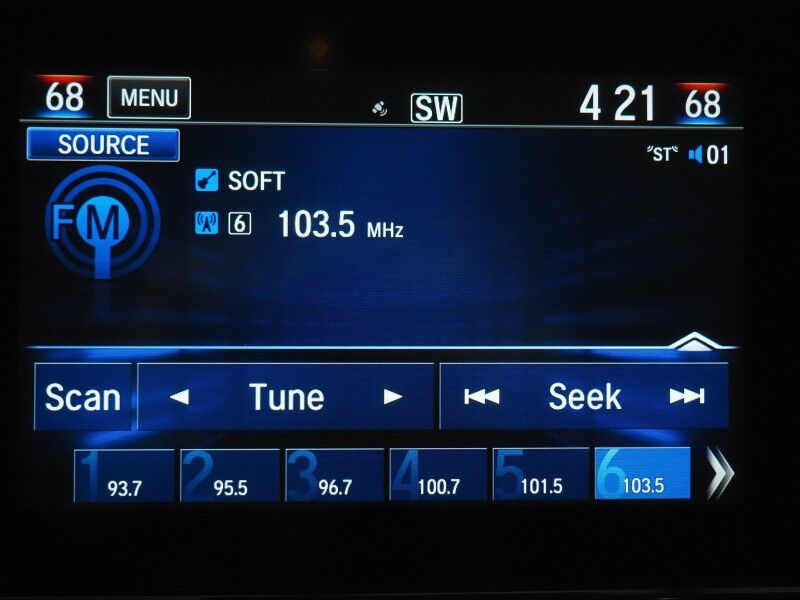 68 MENU SW 4 21 68
SOURCE
"ST" 01
FM
SOFT
6 103.5 MHz
Scan Tune Seek
1 93.7 2 95.5 3 96.7 4 100.7 5 101.5 6 103.5